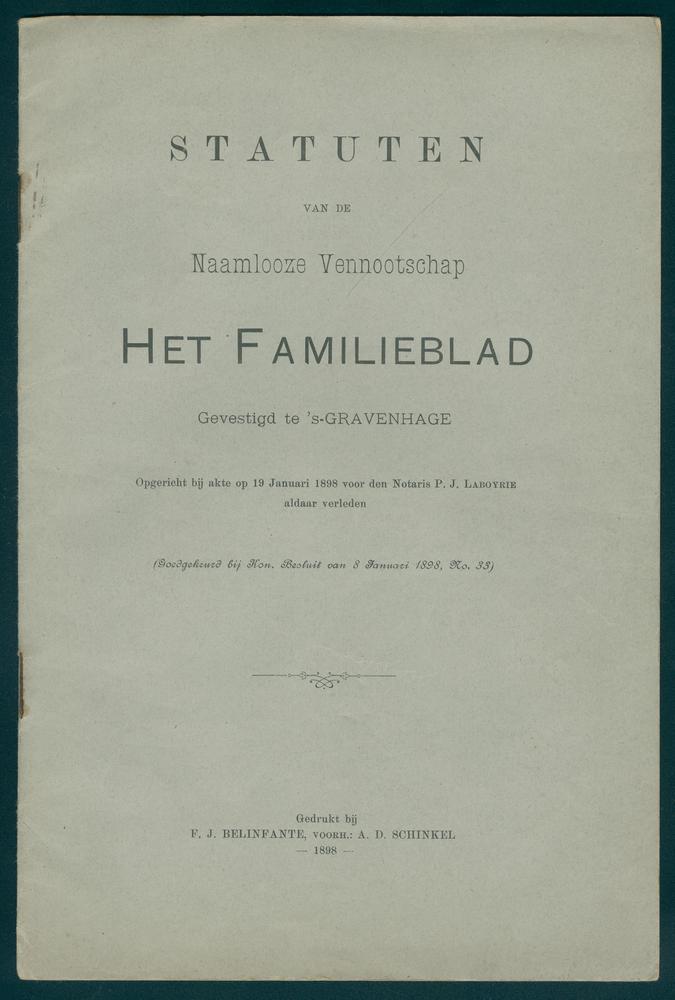 STATUTEN
VAN DE
Naamlooze Vennootschap
HET FAMILIEBLAD
Gevestigd te 's-GRAVENHAGE
Opgericht bij akte op 19 Januari 1898 voor den Notaris P. J. LABOYRIE
aldaar verleden
(Goedgekeurd bij Kon. Besluit van 8 Januari 1898, No. 33)
Gedrukt bij
F. J. BELINFANTE, VOORH.: A. D. SCHINKEL
— 1898 —